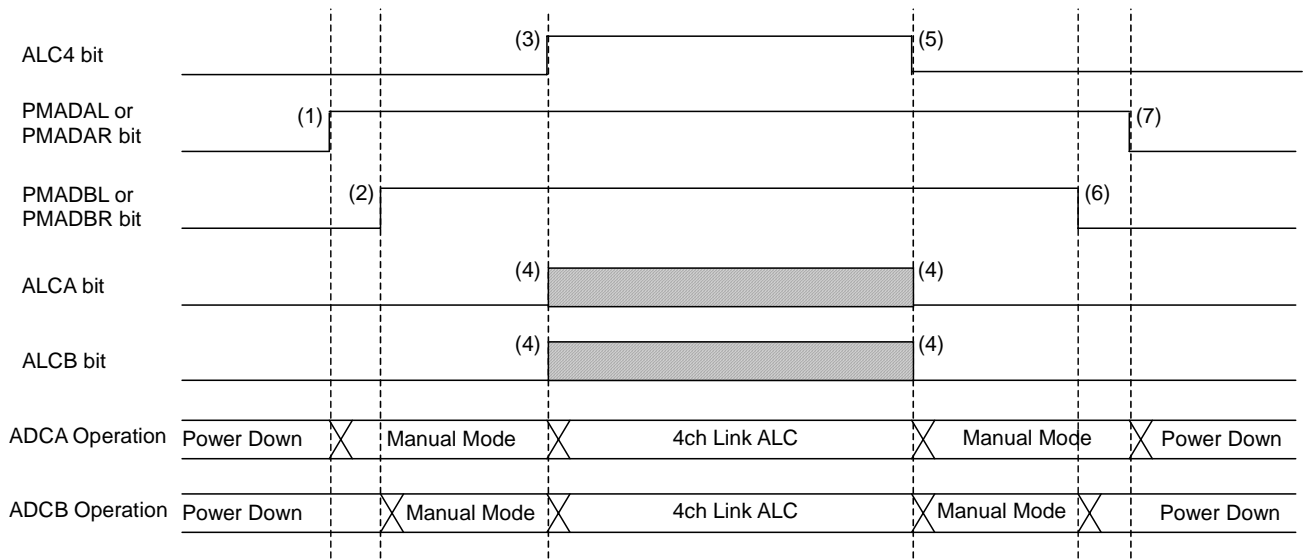 ALC4 bit
(3)
(5)
PMADAL or
PMADAR bit
(1)
(7)
PMADBL or
PMADBR bit
(2)
(6)
ALCA bit
(4)
(4)
ALCB bit
(4)
(4)
ADCA Operation Power Down Manual Mode 4ch Link ALC Manual Mode Power Down
ADCB Operation Power Down Manual Mode 4ch Link ALC Manual Mode Power Down